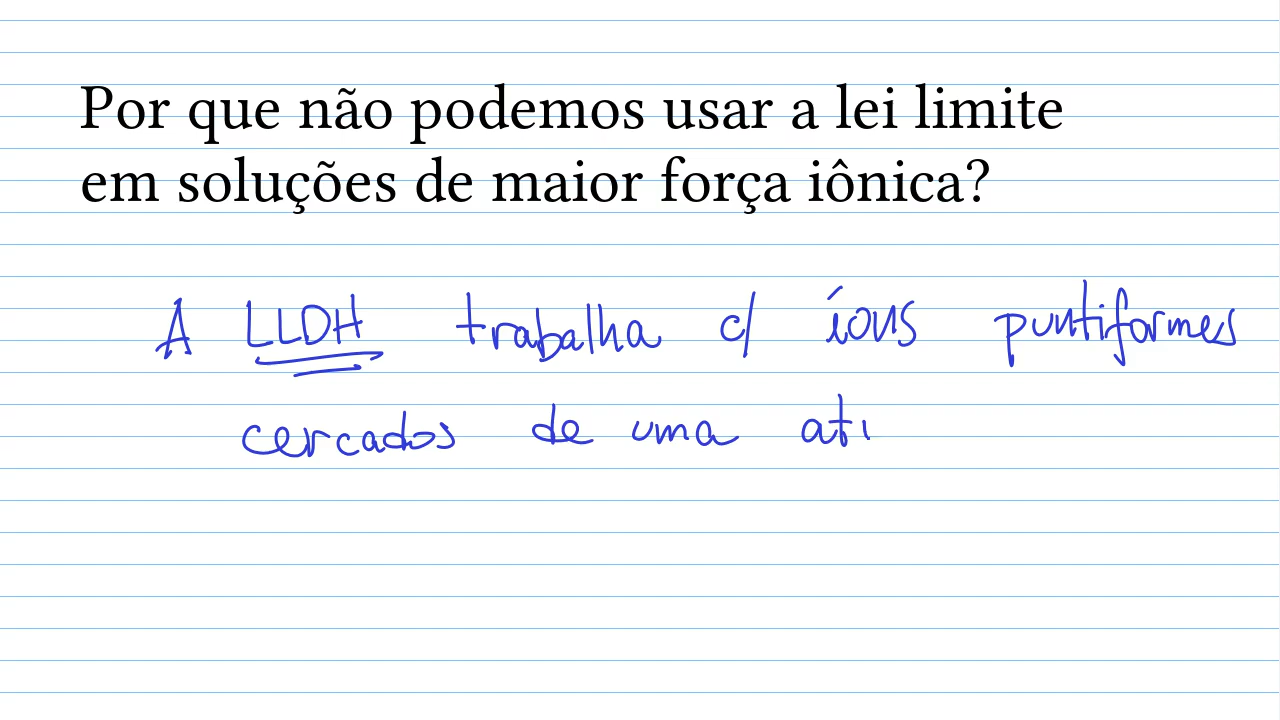 Por que não podemos usar a lei limite
em soluções de maior força iônica?
A LLDH trabalha c/ íons puntiformes
cercados de uma ati